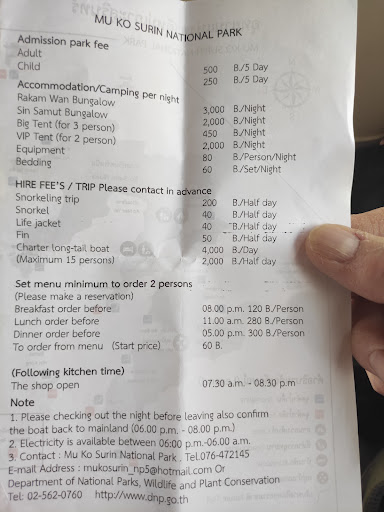 MU KO SURIN NATIONAL PARK
Admission park fee
Adult 500 B./5 Day
Child 250 B./5 Day
Accommodation/Camping per night
Rakam Wan Bungalow 3,000 B./Night
Sin Samut Bungalow 2,000 B./Night
Big Tent (for 3 person) 450 B./Night
VIP Tent (for 2 person) 2,000 B./Night
Equipment 80 B./Person/Night
Bedding 60 B./Set/Night
HIRE FEE'S / TRIP Please contact in advance
Snorkeling trip 200 B./Half day
Snorkel 40 B./Half day
Life jacket 40 B./Half day
Fin 50 B./Half day
Charter long-tail boat 4,000 B./Day
(Maximum 15 persons) 2,000 B./Half day
Set menu minimum to order 2 persons
(Please make a reservation)
Breakfast order before 08.00 p.m. 120 B./Person
Lunch order before 11.00 a.m. 280 B./Person
Dinner order before 05.00 p.m. 300 B./Person
To order from menu (Start price) 60 B.
(Following kitchen time)
The shop open 07.30 a.m. - 08.30 p.m
Note
1. Please checking out the night before leaving also confirm
the boat back to mainland (06.00 p.m. - 08.00 p.m.)
2. Electricity is available between 06:00 p.m.-06.00 a.m.
3. Contact : Mu Ko Surin National Park , Tel.076-472145
E-mail Address : mukosurin_np5@hotmail.com Or
Department of National Parks, Wildlife and Plant Conservation
Tel: 02-562-0760 http://www.dnp.go.th